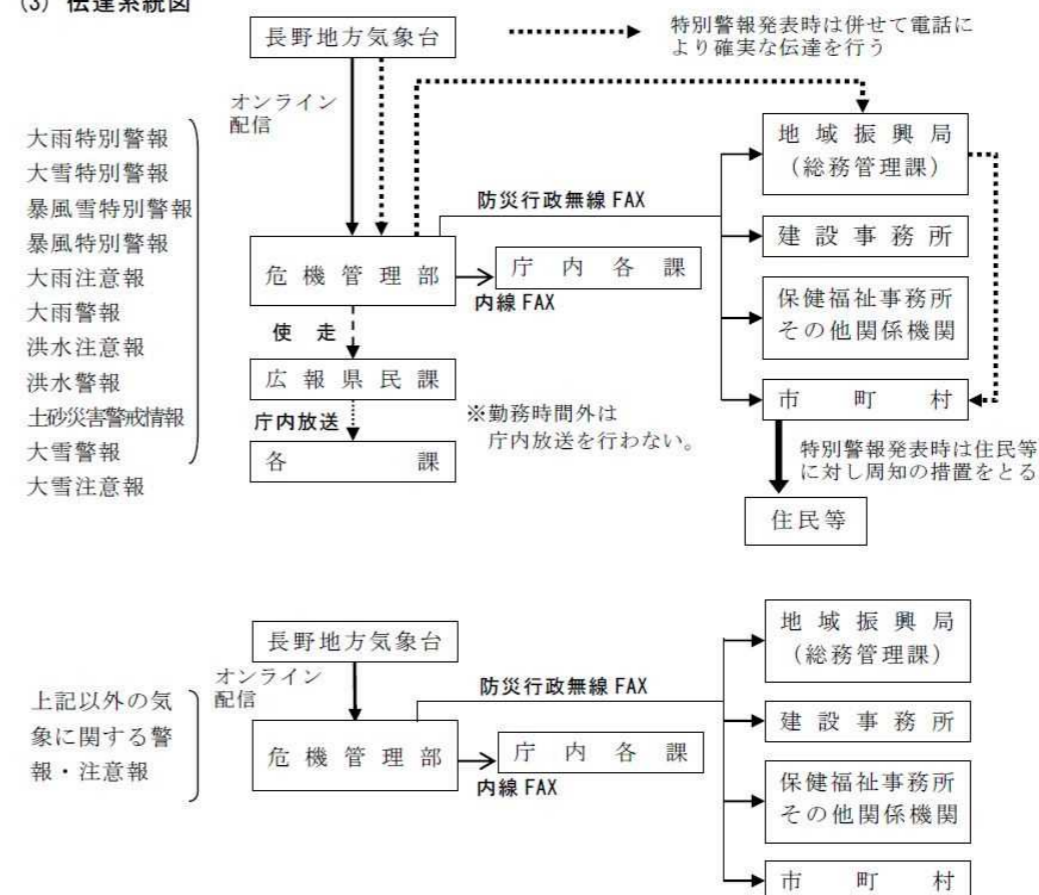 (3) 伝達系統図
長野地方気象台
特別警報発表時は併せて電話に
より確実な伝達を行う
オンライン
配信
大雨特別警報
大雪特別警報
暴風雪特別警報
暴風特別警報
大雨注意報
大雨警報
洪水注意報
洪水警報
土砂災害警戒情報
大雪警報
大雪注意報
地域振興局
(総務管理課)
防災行政無線 FAX
建設事務所
危機管理部
庁内各課
内線 FAX
保健福祉事務所
その他関係機関
使走
広報県民課
市町村
庁内放送
※勤務時間外は
庁内放送を行わない。
各課
特別警報発表時は住民等
に対し周知の措置をとる
住民等
長野地方気象台
オンライン
配信
上記以外の気
象に関する警
報・注意報
地域振興局
(総務管理課)
防災行政無線 FAX
建設事務所
危機管理部
庁内各課
内線 FAX
保健福祉事務所
その他関係機関
市町村